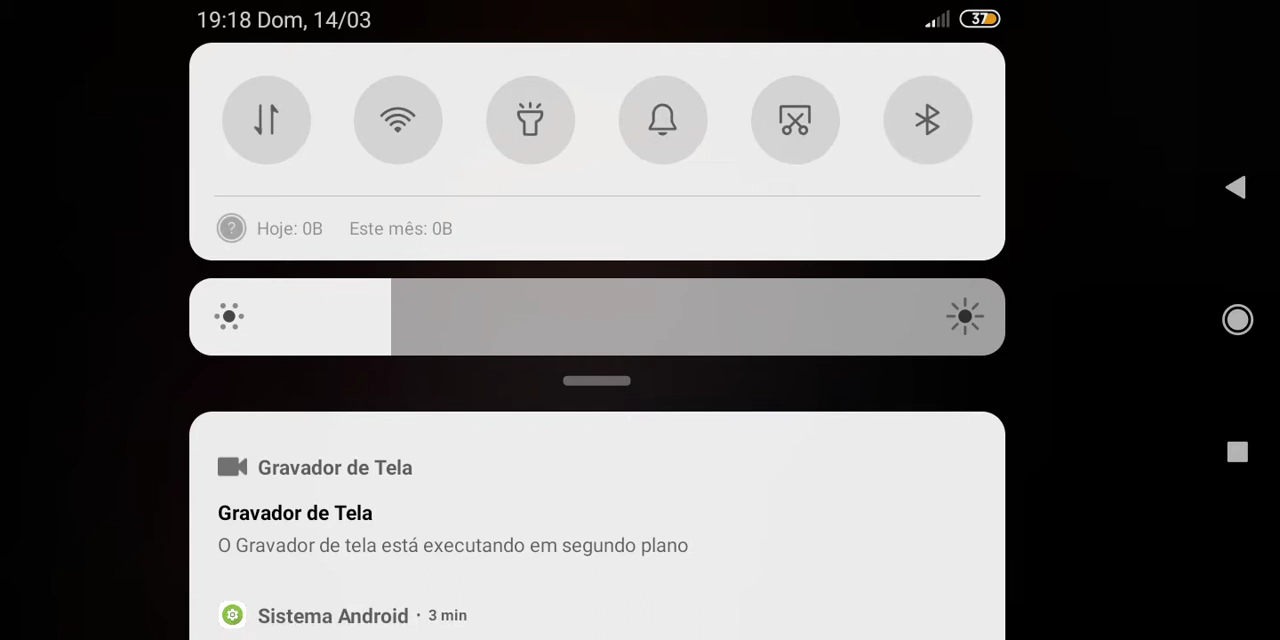 19:18 Dom, 14/03
37
?
Hoje: 0B Este mês: 0B
Gravador de Tela
Gravador de Tela
O Gravador de tela está executando em segundo plano
Sistema Android · 3 min